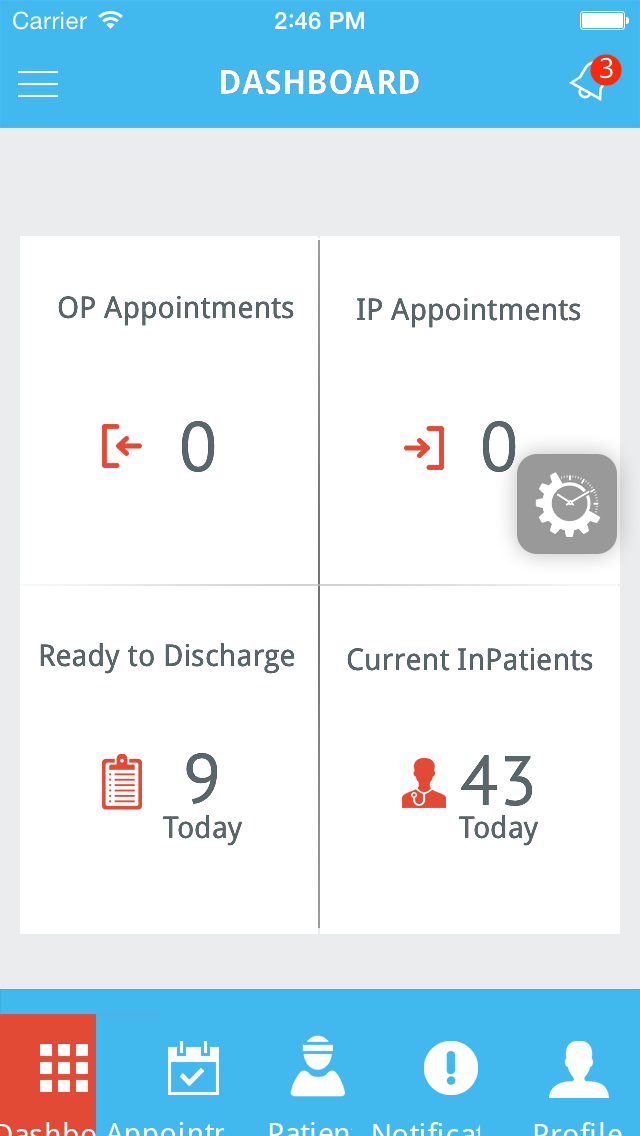 Carrier 2:46 PM
DASHBOARD 3
OP Appointments IP Appointments
0 0
Ready to Discharge Current InPatients
9 43
Today Today
Dashbo Appointr Patien Notificat Profile